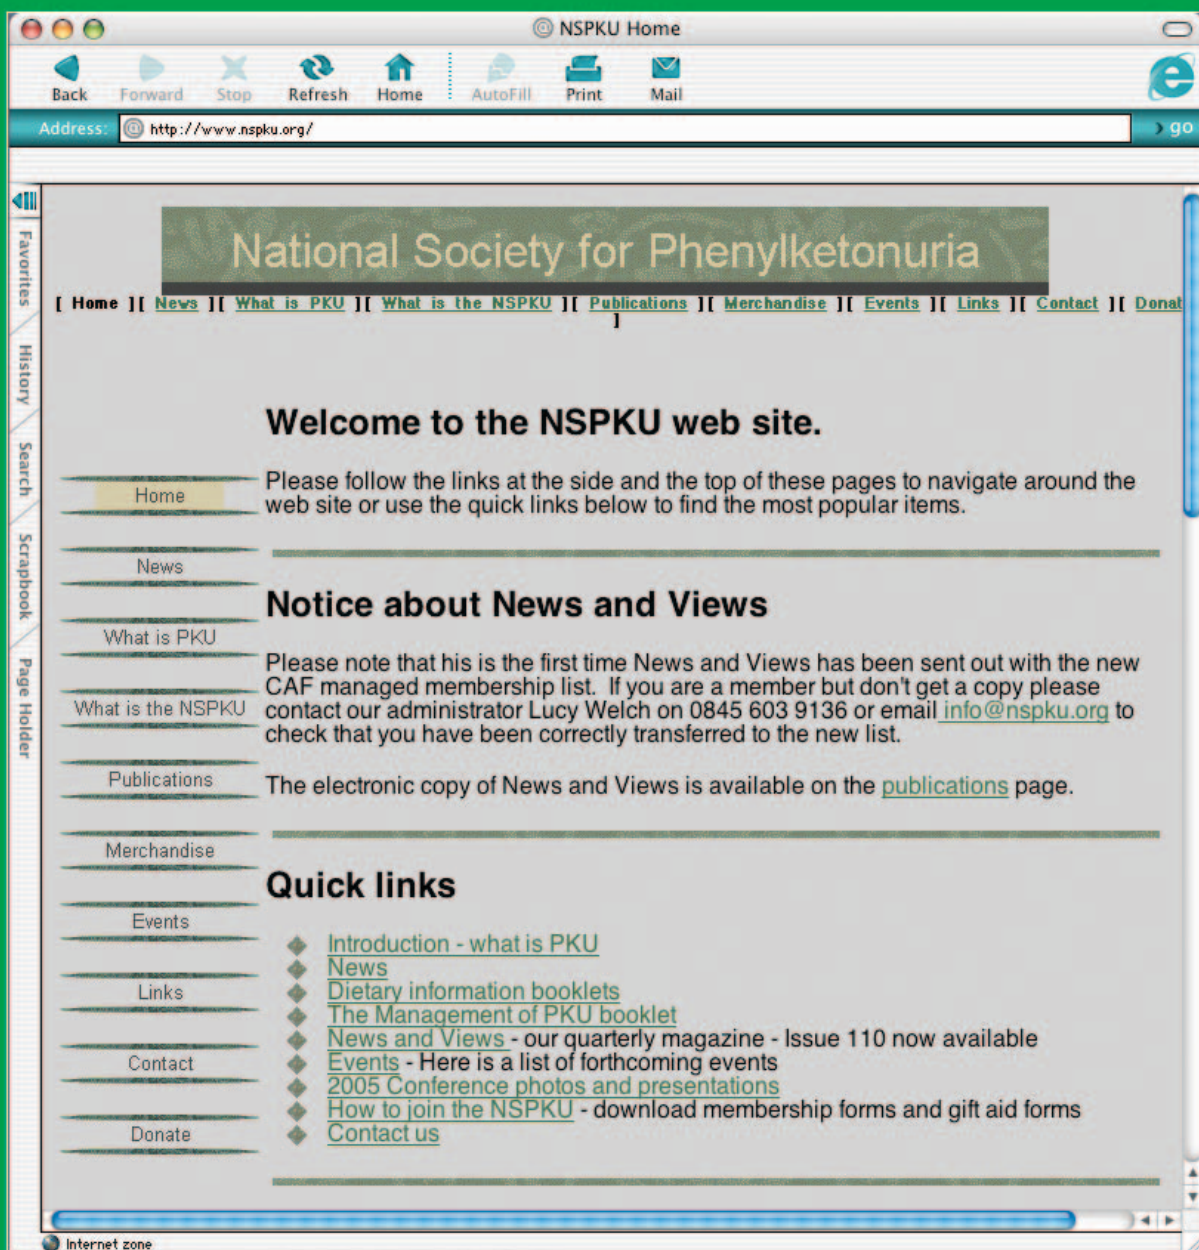 NSPKU Home
Back Forward Stop Refresh Home AutoFill Print Mail
Address: http://www.nspku.org/ go
Favorites
History
Search
Scrapbook
Page Holder
National Society for Phenylketonuria
[ Home ][ News ][ What is PKU ][ What is the NSPKU ][ Publications ][ Merchandise ][ Events ][ Links ][ Contact ][ Donat
]
Home
News
What is PKU
What is the NSPKU
Publications
Merchandise
Events
Links
Contact
Donate
Welcome to the NSPKU web site.
Please follow the links at the side and the top of these pages to navigate around the
web site or use the quick links below to find the most popular items.
Notice about News and Views
Please note that his is the first time News and Views has been sent out with the new
CAF managed membership list. If you are a member but don't get a copy please
contact our administrator Lucy Welch on 0845 603 9136 or email info@nspku.org to
check that you have been correctly transferred to the new list.
The electronic copy of News and Views is available on the publications page.
Quick links
Introduction - what is PKU
News
Dietary information booklets
The Management of PKU booklet
News and Views - our quarterly magazine - Issue 110 now available
Events - Here is a list of forthcoming events
2005 Conference photos and presentations
How to join the NSPKU - download membership forms and gift aid forms
Contact us
Internet zone